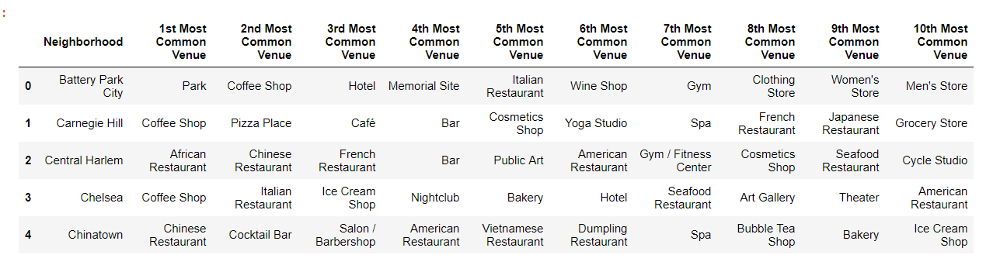 :
Neighborhood 1st Most Common Venue 2nd Most Common Venue 3rd Most Common Venue 4th Most Common Venue 5th Most Common Venue 6th Most Common Venue 7th Most Common Venue 8th Most Common Venue 9th Most Common Venue 10th Most Common Venue
0 Battery Park City Park Coffee Shop Hotel Memorial Site Italian Restaurant Wine Shop Gym Clothing Store Women's Store Men's Store
1 Carnegie Hill Coffee Shop Pizza Place Café Bar Cosmetics Shop Yoga Studio Spa French Restaurant Japanese Restaurant Grocery Store
2 Central Harlem African Restaurant Chinese Restaurant French Restaurant Bar Public Art American Restaurant Gym / Fitness Center Cosmetics Shop Seafood Restaurant Cycle Studio
3 Chelsea Coffee Shop Italian Restaurant Ice Cream Shop Nightclub Bakery Hotel Seafood Restaurant Art Gallery Theater American Restaurant
4 Chinatown Chinese Restaurant Cocktail Bar Salon / Barbershop American Restaurant Vietnamese Restaurant Dumpling Restaurant Spa Bubble Tea Shop Bakery Ice Cream Shop